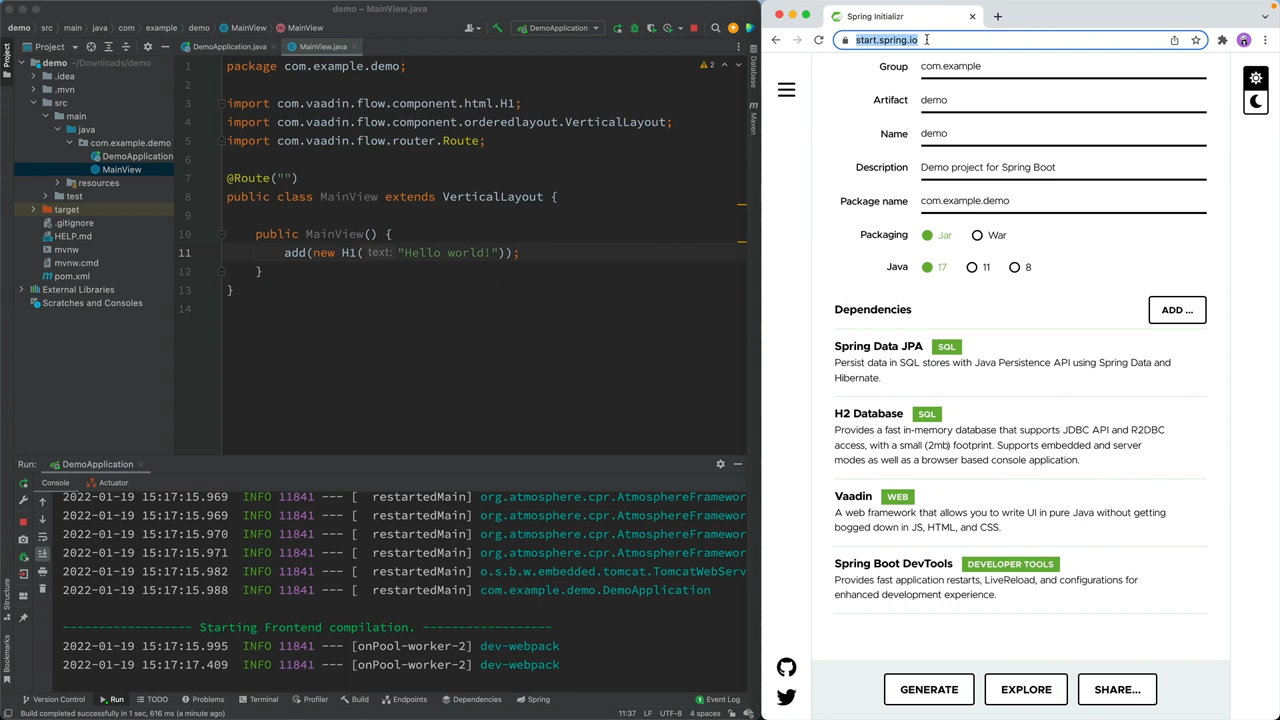 demo – MainView.java
demo
main
java
com
example
demo
MainView
MainView
DemoApplication
Project
DemoApplication.java
MainView.java
demo ~/Downloads/demo
.idea
.mvn
src
main
java
com.example.demo
DemoApplication
MainView
resources
test
target
.gitignore
HELP.md
mvnw
mvnw.cmd
pom.xml
External Libraries
Scratches and Consoles
Project
Structure
Bookmarks
Database
Maven
2
1 package com.example.demo;
2
3 import com.vaadin.flow.component.html.H1;
4 import com.vaadin.flow.component.orderedlayout.VerticalLayout;
5 import com.vaadin.flow.router.Route;
6
7 @Route("")
8 public class MainView extends VerticalLayout {
9
10 public MainView() {
11 add(new H1( text: "Hello world!"));
12 }
13 }
14
Run: DemoApplication
Console Actuator
2022-01-19 15:17:15.969 INFO 11841 --- [ restartedMain] org.atmosphere.cpr.AtmosphereFramewor
2022-01-19 15:17:15.969 INFO 11841 --- [ restartedMain] org.atmosphere.cpr.AtmosphereFramewor
2022-01-19 15:17:15.970 INFO 11841 --- [ restartedMain] org.atmosphere.cpr.AtmosphereFramewor
2022-01-19 15:17:15.971 INFO 11841 --- [ restartedMain] org.atmosphere.cpr.AtmosphereFramewor
2022-01-19 15:17:15.982 INFO 11841 --- [ restartedMain] o.s.b.w.embedded.tomcat.TomcatWebServ
2022-01-19 15:17:15.988 INFO 11841 --- [ restartedMain] com.example.demo.DemoApplication
------------------ Starting Frontend compilation. ------------------
2022-01-19 15:17:15.995 INFO 11841 --- [onPool-worker-2] dev-webpack
2022-01-19 15:17:17.409 INFO 11841 --- [onPool-worker-2] dev-webpack
Version Control Run TODO Problems Terminal Profiler Build Endpoints Dependencies Spring Event Log
Build completed successfully in 1 sec, 616 ms (a minute ago) 11:37 LF UTF-8 4 spaces
Spring Initializr
start.spring.io
Group com.example
Artifact demo
Name demo
Description Demo project for Spring Boot
Package name com.example.demo
Packaging Jar War
Java 17 11 8
Dependencies ADD ...
Spring Data JPA SQL
Persist data in SQL stores with Java Persistence API using Spring Data and
Hibernate.
H2 Database SQL
Provides a fast in-memory database that supports JDBC API and R2DBC
access, with a small (2mb) footprint. Supports embedded and server
modes as well as a browser based console application.
Vaadin WEB
A web framework that allows you to write UI in pure Java without getting
bogged down in JS, HTML, and CSS.
Spring Boot DevTools DEVELOPER TOOLS
Provides fast application restarts, LiveReload, and configurations for
enhanced development experience.
GENERATE EXPLORE SHARE...